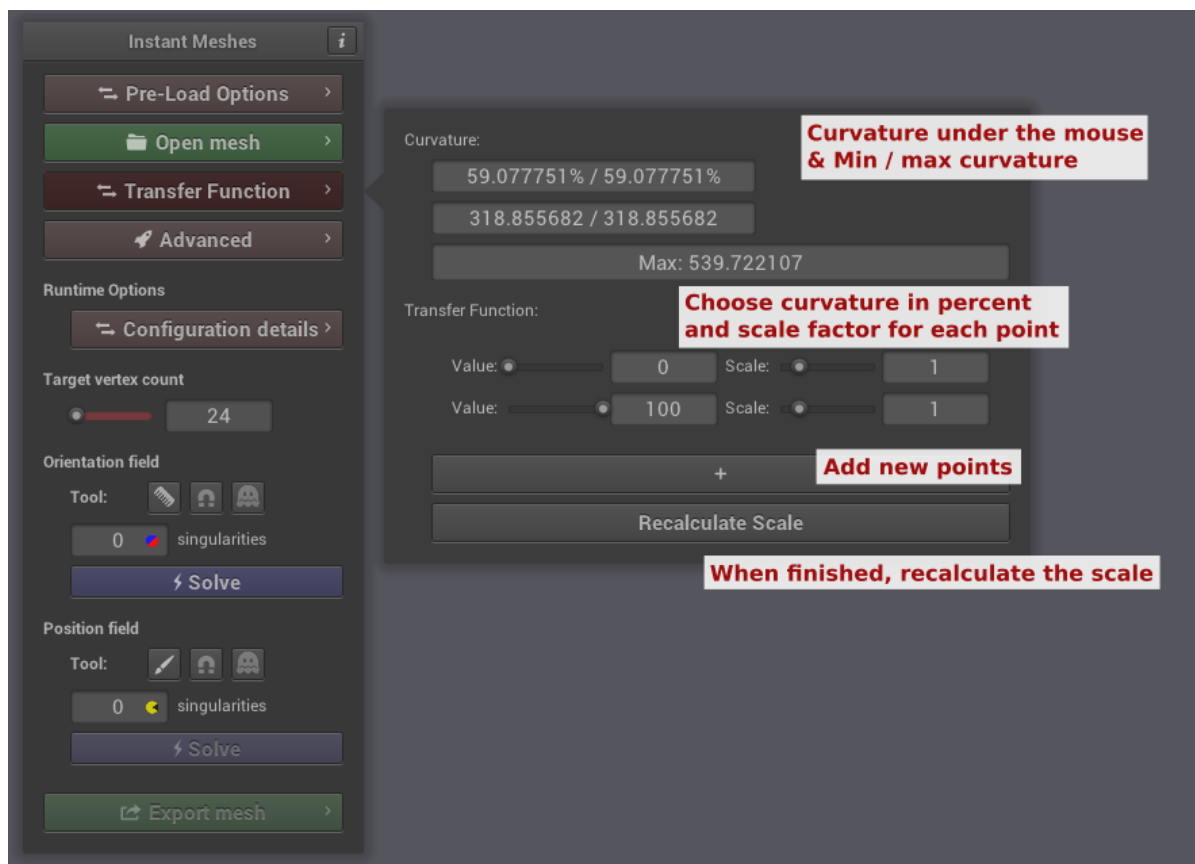 Instant Meshes
i
Pre-Load Options
Open mesh
Transfer Function
Advanced
Runtime Options
Configuration details
Target vertex count
24
Orientation field
Tool:
0 singularities
Solve
Position field
Tool:
0 singularities
Solve
Export mesh
Curvature:
Curvature under the mouse
& Min / max curvature
59.077751% / 59.077751%
318.855682 / 318.855682
Max: 539.722107
Transfer Function:
Choose curvature in percent
and scale factor for each point
Value: 0 Scale: 1
Value: 100 Scale: 1
+
Add new points
Recalculate Scale
When finished, recalculate the scale